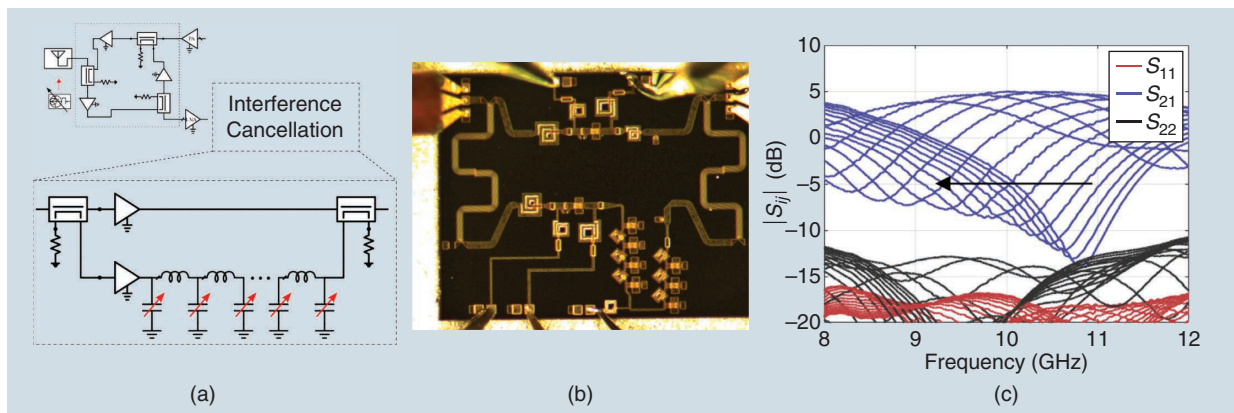 Interference
Cancellation
(a)
(b)
|Sij| (dB)
10
5
0
–5
–10
–15
–20
8
9
10
11
12
Frequency (GHz)
S11
S21
S22
(c)